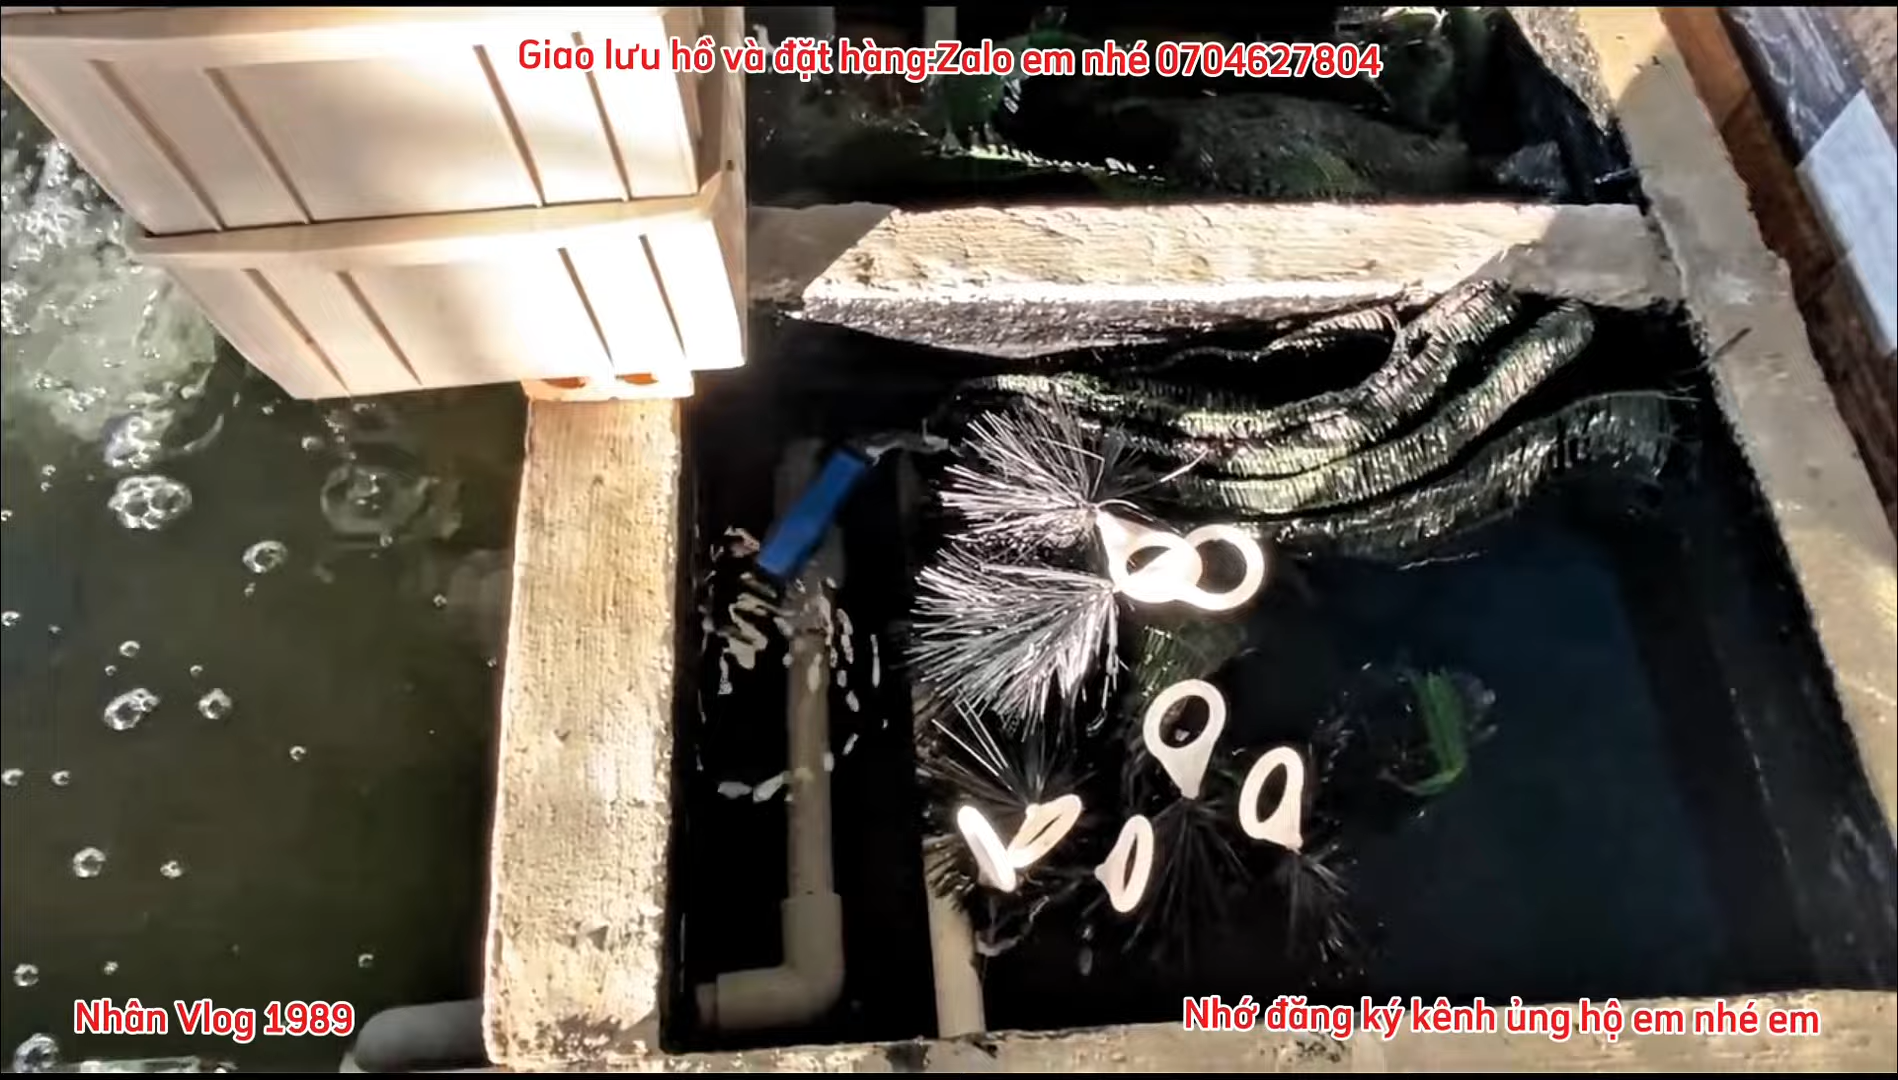 Giao lưu hồ và đặt hàng:Zalo em nhé 0704627804
Nhân Vlog 1989
Nhớ đăng ký kênh ủng hộ em nhé em